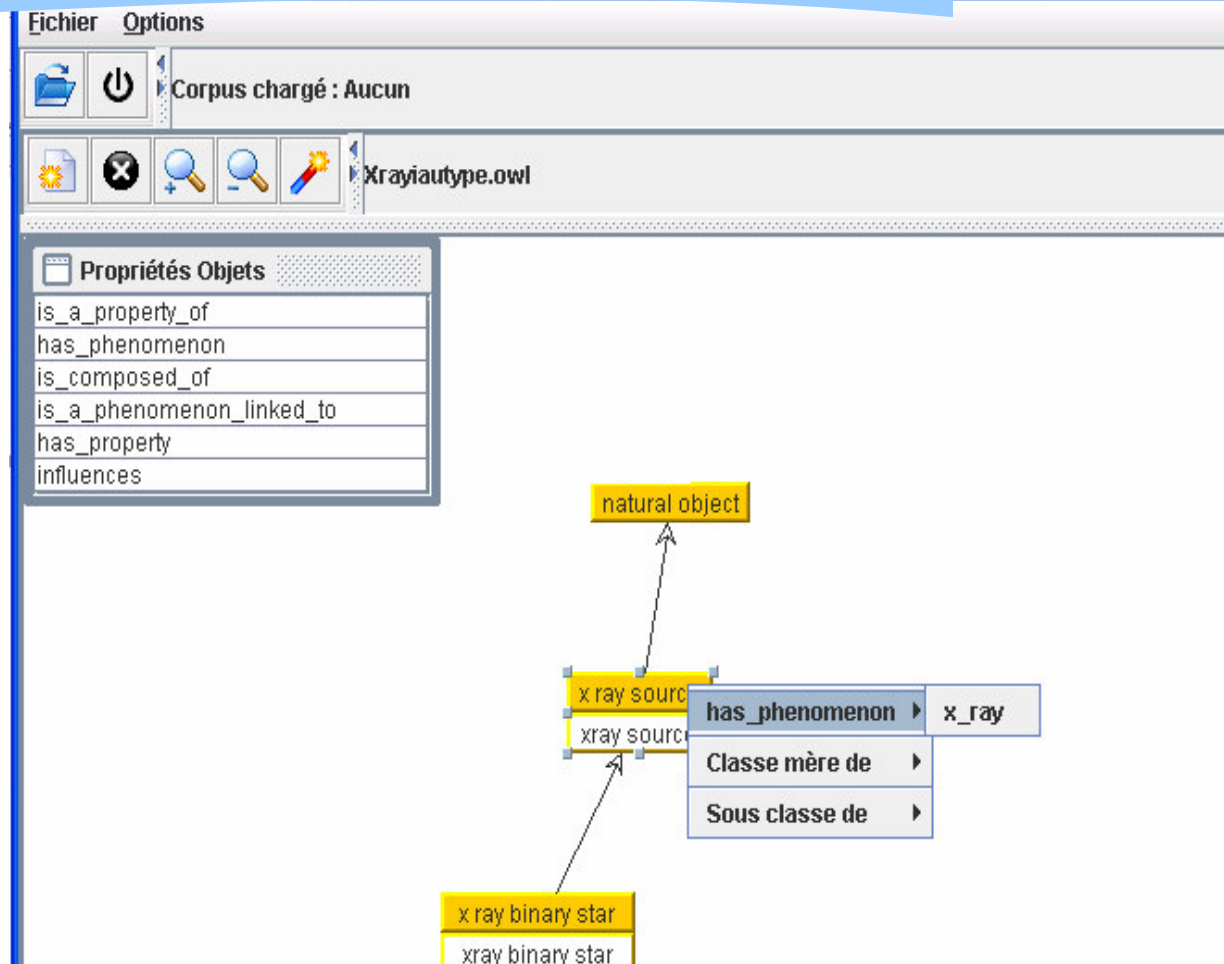 Fichier Options
Corpus chargé : Aucun
Xrayiautype.owl
Propriétés Objets
is_a_property_of
has_phenomenon
is_composed_of
is_a_phenomenon_linked_to
has_property
influences
natural object
x ray sourc
xray sourc
has_phenomenon
x_ray
Classe mère de
Sous classe de
x ray binary star
xray binary star